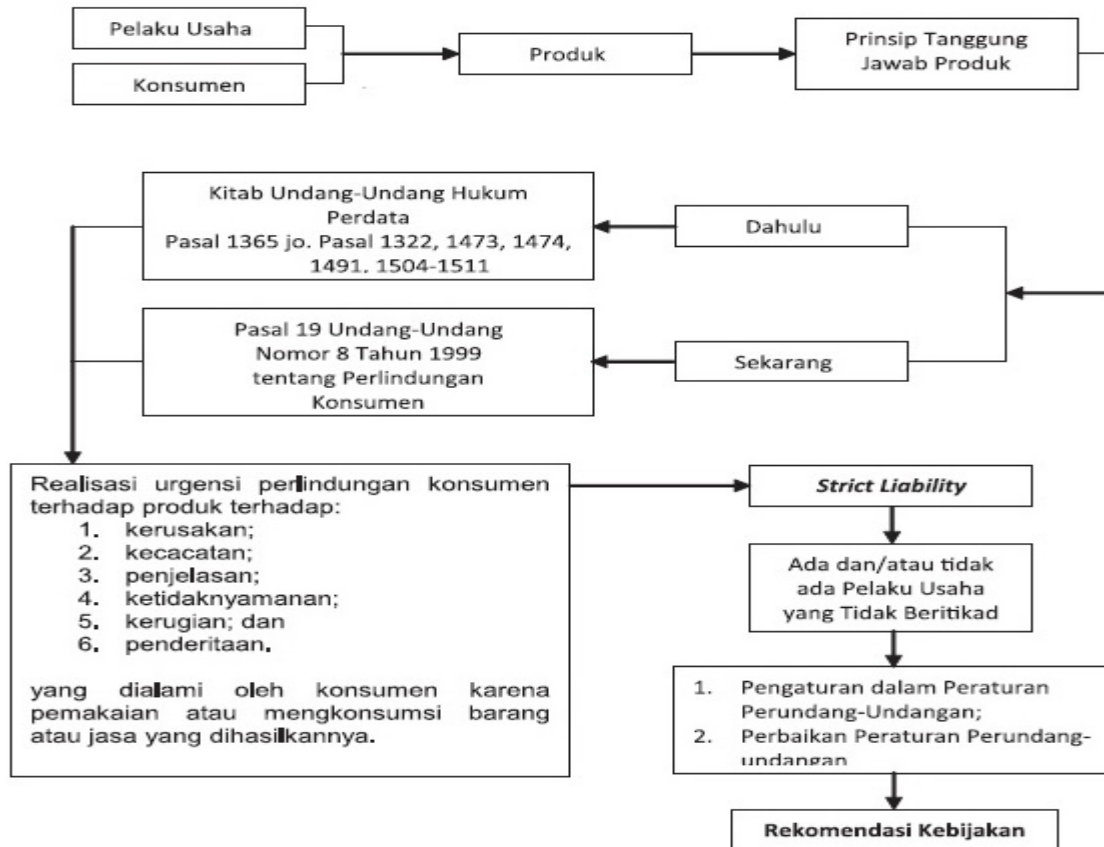 Pelaku Usaha
Konsumen
Produk
Prinsip Tanggung
Jawab Produk
Kitab Undang-Undang Hukum
Perdata
Pasal 1365 jo. Pasal 1322, 1473, 1474,
1491. 1504-1511
Dahulu
Pasal 19 Undang-Undang
Nomor 8 Tahun 1999
tentang Perlindungan
Konsumen
Sekarang
Realisasi urgensi perlindungan konsumen
terhadap produk terhadap:
1. kerusakan;
2. kecacatan;
3. penjelasan;
4. ketidaknyamanan;
5. kerugian; dan
6. penderitaan.
yang dialami oleh konsumen karena
pemakaian atau mengkonsumsi barang
atau jasa yang dihasilkannya.
Strict Liability
Ada dan/atau tidak
ada Pelaku Usaha
yang Tidak Beritikad
1. Pengaturan dalam Peraturan
Perundang-Undangan;
2. Perbaikan Peraturan Perundang-
undangan
Rekomendasi Kebijakan